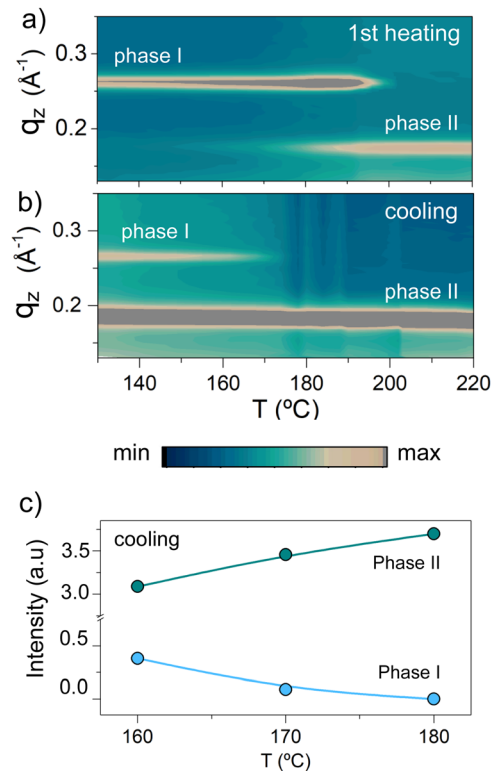 a)
1st heating
phase I
phase II
0.3
0.2
qz (Å-1)
b)
cooling
phase I
phase II
0.3
0.2
qz (Å-1)
140 160 180 200 220
T (ºC)
min max
c)
cooling
Phase II
Phase I
3.5
3.0
0.5
0.0
Intensity (a.u)
160 170 180
T (ºC)